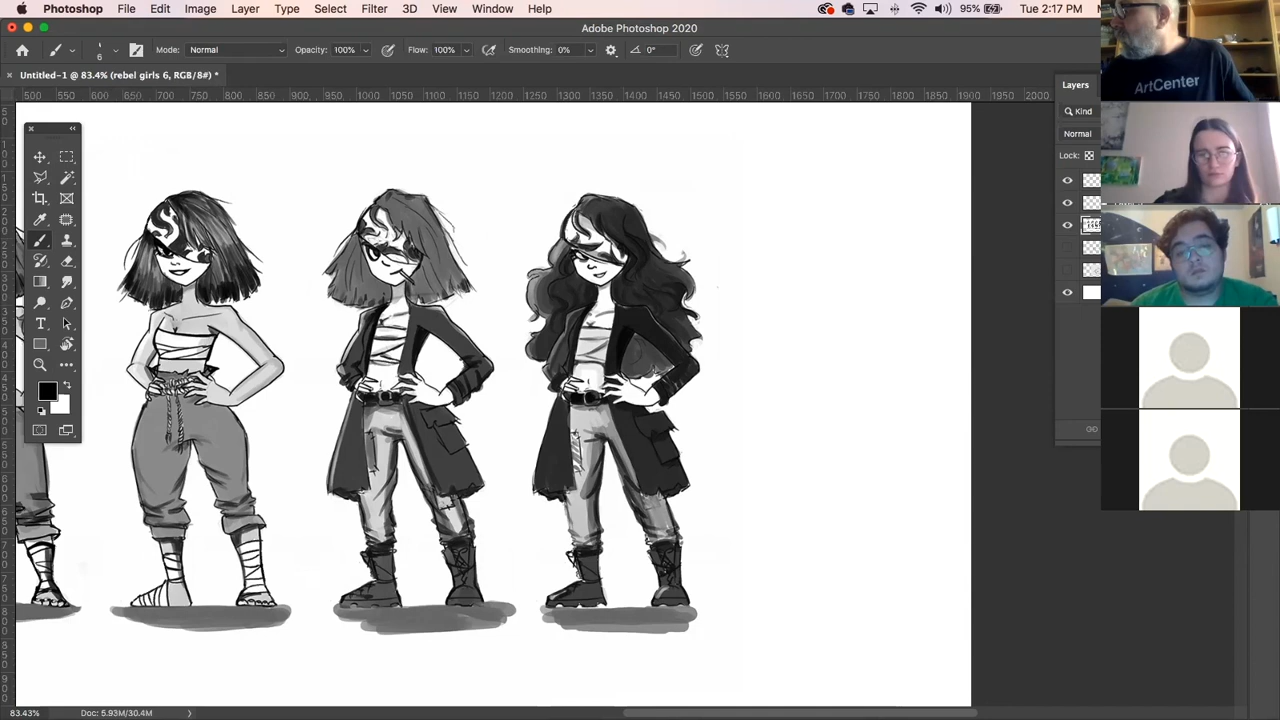 Photoshop File Edit Image Layer Type Select Filter 3D View Window Help 95% Tue 2:17 PM
Adobe Photoshop 2020
6 Mode: Normal Opacity: 100% Flow: 100% Smoothing: 0% 0°
Untitled-1 @ 83.4% (rebel girls 6, RGB/8#) *
500 550 600 650 700 750 800 850 900 950 1000 1050 1100 1150 1200 1250 1300 1350 1400 1450 1500 1550 1600 1650 1700 1750 1800 1850 1900 1950 2000
Layers
Kind
Normal
Lock:
ArtCenter
T
83.43% Doc: 5.93M/30.4M